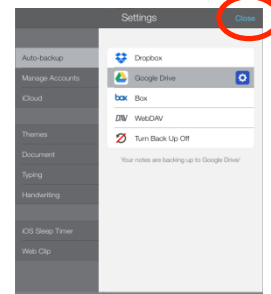 Settings
Close
Auto-backup
Manage Accounts
iCloud
Themes
Document
Typing
Handwriting
iOS Sleep Timer
Web Clip
Dropbox
Google Drive
box Box
DAV WebDAV
Turn Back Up Off
Your notes are backing up to Google Drive!